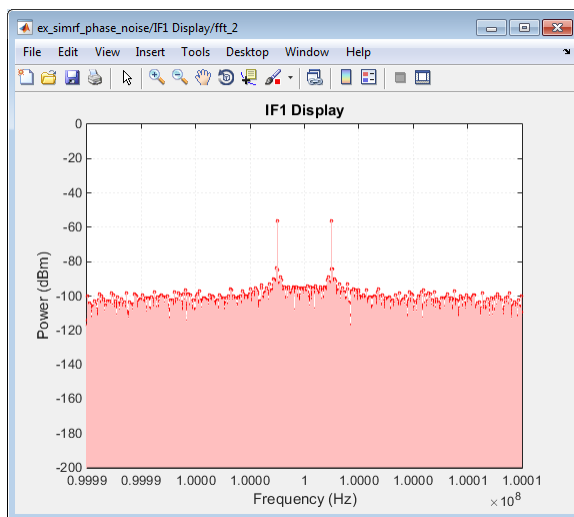 ex_simrf_phase_noise/IF1 Display/fft_2
File Edit View Insert Tools Desktop Window Help
IF1 Display
0
-20
-40
-60
-80
-100
-120
-140
-160
-180
-200
Power (dBm)
0.9999 0.9999 1.0000 1.0000 1 1.0000 1.0000 1.0001 1.0001
Frequency (Hz)
×10^8